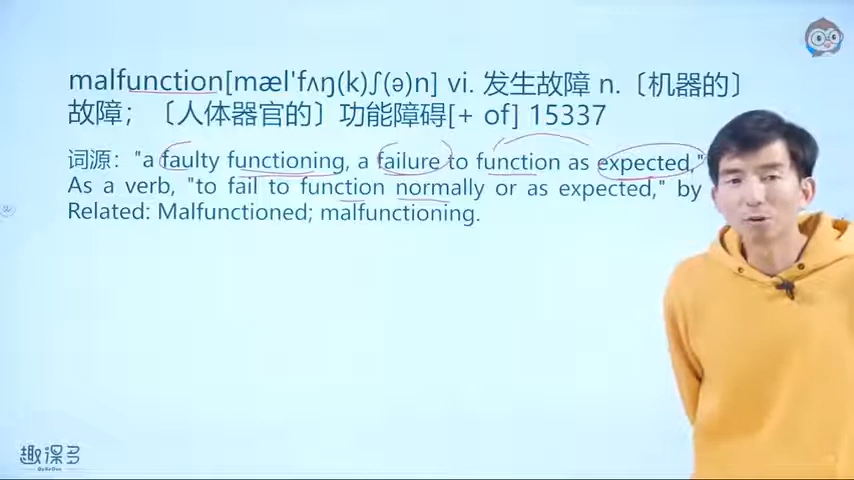 malfunction[mæl'fʌŋ(k)ʃ(ə)n] vi. 发生故障 n.〔机器的〕
故障；〔人体器官的〕功能障碍[+ of] 15337
词源："a faulty functioning, a failure to function as expected,"
As a verb, "to fail to function normally or as expected," by
Related: Malfunctioned; malfunctioning.
趣课多